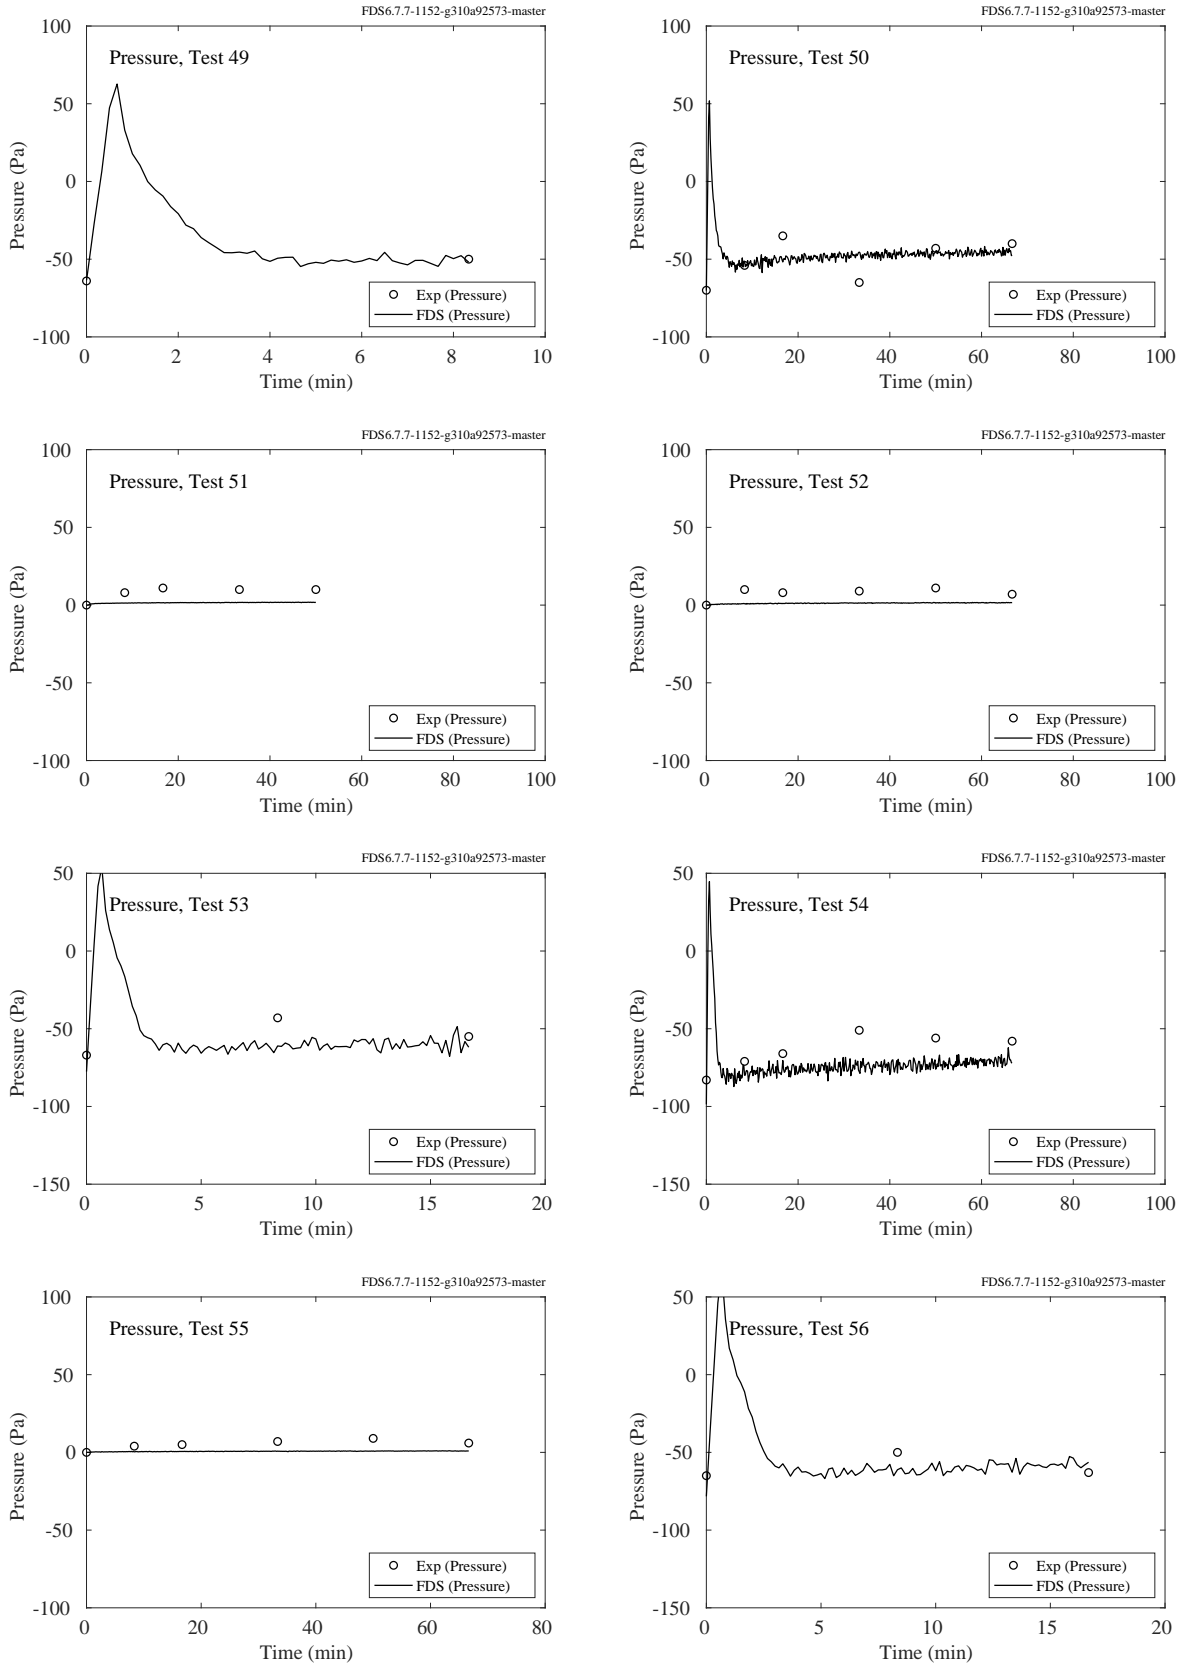 FDS6.7.7-1152-g310a92573-master
Pressure, Test 49
100
50
0
-50
-100
Pressure (Pa)
Exp (Pressure)
FDS (Pressure)
0 2 4 6 8 10
Time (min)
FDS6.7.7-1152-g310a92573-master
Pressure, Test 50
100
50
0
-50
-100
Pressure (Pa)
Exp (Pressure)
FDS (Pressure)
0 20 40 60 80 100
Time (min)
FDS6.7.7-1152-g310a92573-master
Pressure, Test 51
100
50
0
-50
-100
Pressure (Pa)
Exp (Pressure)
FDS (Pressure)
0 20 40 60 80 100
Time (min)
FDS6.7.7-1152-g310a92573-master
Pressure, Test 52
100
50
0
-50
-100
Pressure (Pa)
Exp (Pressure)
FDS (Pressure)
0 20 40 60 80 100
Time (min)
FDS6.7.7-1152-g310a92573-master
Pressure, Test 53
50
0
-50
-100
-150
Pressure (Pa)
Exp (Pressure)
FDS (Pressure)
0 5 10 15 20
Time (min)
FDS6.7.7-1152-g310a92573-master
Pressure, Test 54
50
0
-50
-100
-150
Pressure (Pa)
Exp (Pressure)
FDS (Pressure)
0 20 40 60 80 100
Time (min)
FDS6.7.7-1152-g310a92573-master
Pressure, Test 55
100
50
0
-50
-100
Pressure (Pa)
Exp (Pressure)
FDS (Pressure)
0 20 40 60 80
Time (min)
FDS6.7.7-1152-g310a92573-master
Pressure, Test 56
50
0
-50
-100
-150
Pressure (Pa)
Exp (Pressure)
FDS (Pressure)
0 5 10 15 20
Time (min)